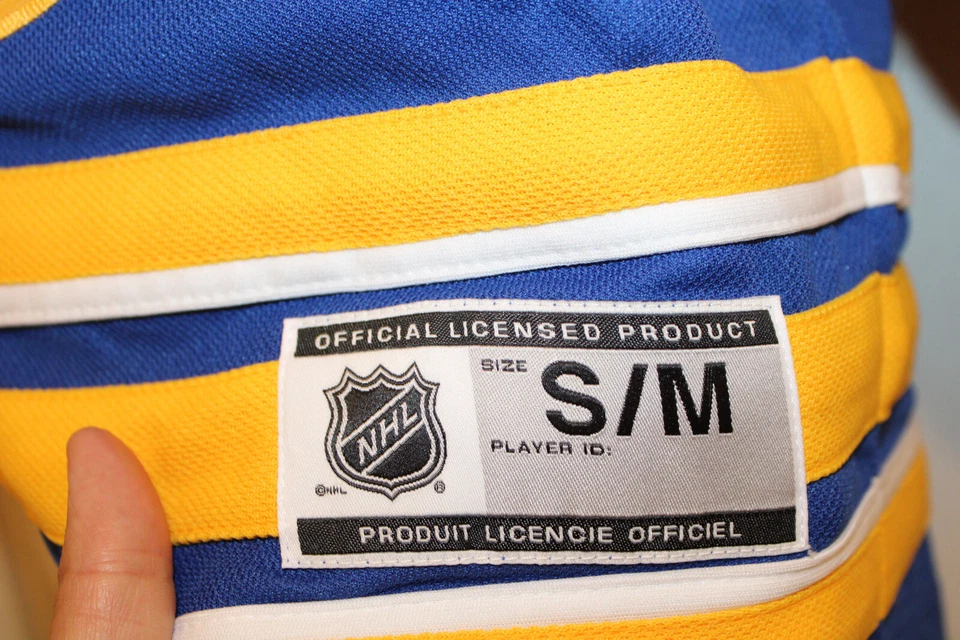 OFFICIAL LICENSED PRODUCT
SIZE S/M
NHL
PLAYER ID:
©NHL ®
PRODUIT LICENCIE OFFICIEL